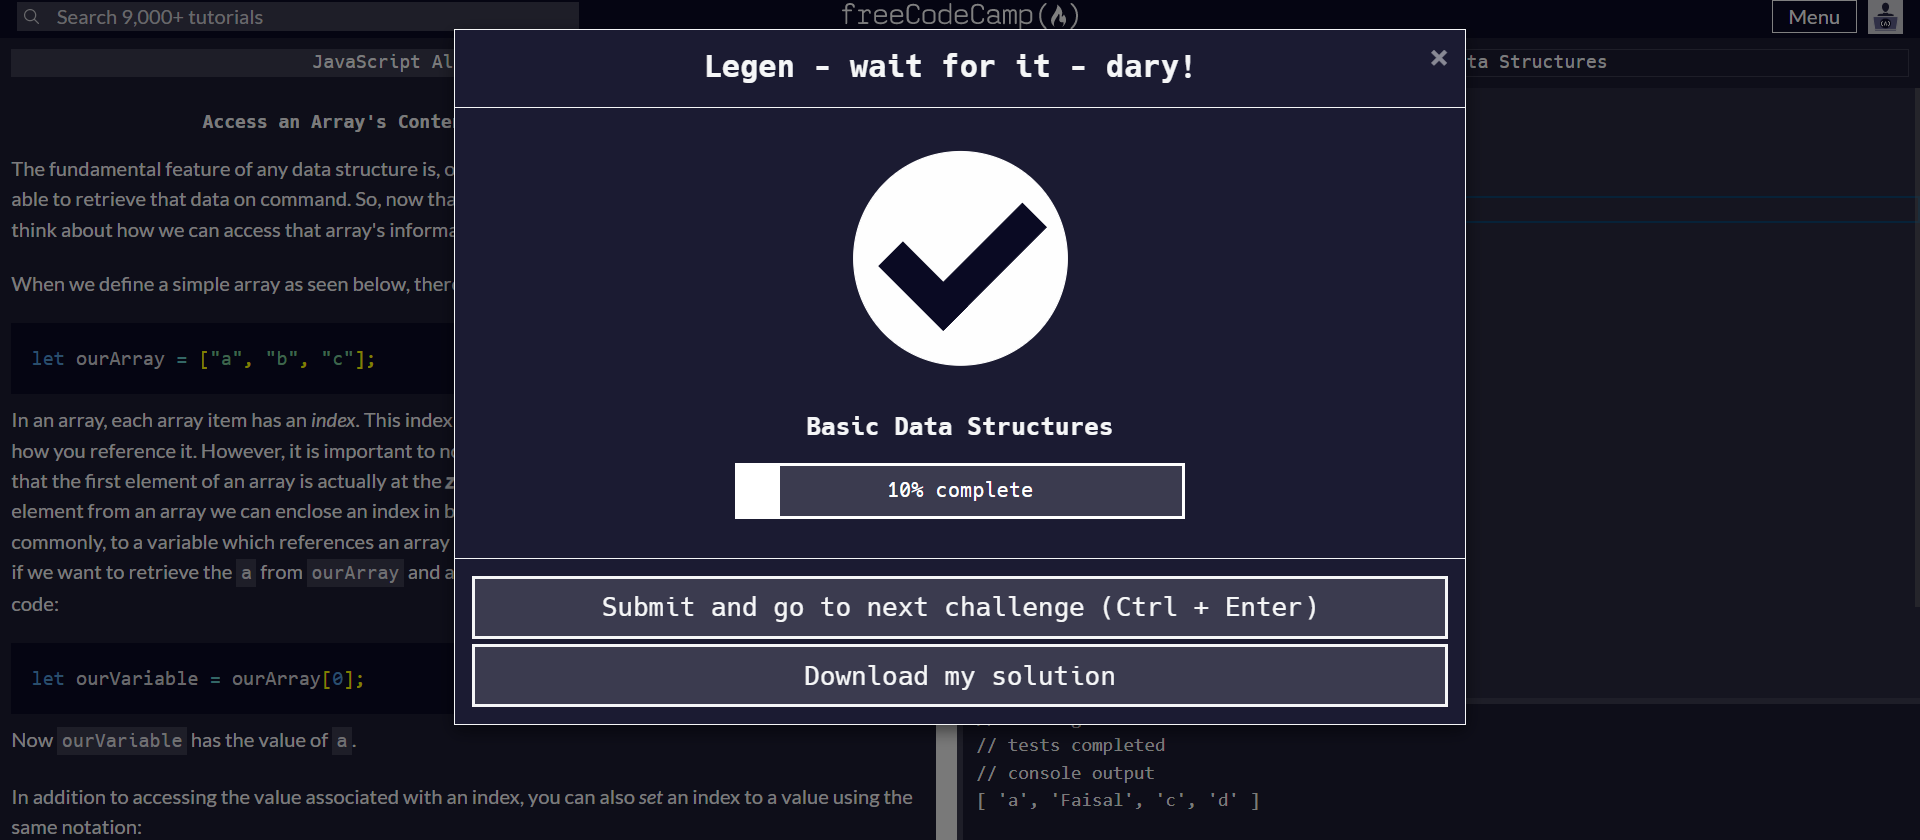 Search 9,000+ tutorials
freeCodeCamp(🔥)
Menu
JavaScript Al
ta Structures
Legen - wait for it - dary!
×
Access an Array's Conte
The fundamental feature of any data structure is, o
able to retrieve that data on command. So, now tha
think about how we can access that array's informa
When we define a simple array as seen below, there
let ourArray = ["a", "b", "c"];
In an array, each array item has an index. This index
how you reference it. However, it is important to no
that the first element of an array is actually at the z
element from an array we can enclose an index in b
commonly, to a variable which references an array
if we want to retrieve the a from ourArray and a
code:
let ourVariable = ourArray[0];
Now ourVariable has the value of a.
In addition to accessing the value associated with an index, you can also set an index to a value using the
same notation:
Basic Data Structures
10% complete
Submit and go to next challenge (Ctrl + Enter)
Download my solution
// tests completed
// console output
[ 'a', 'Faisal', 'c', 'd' ]